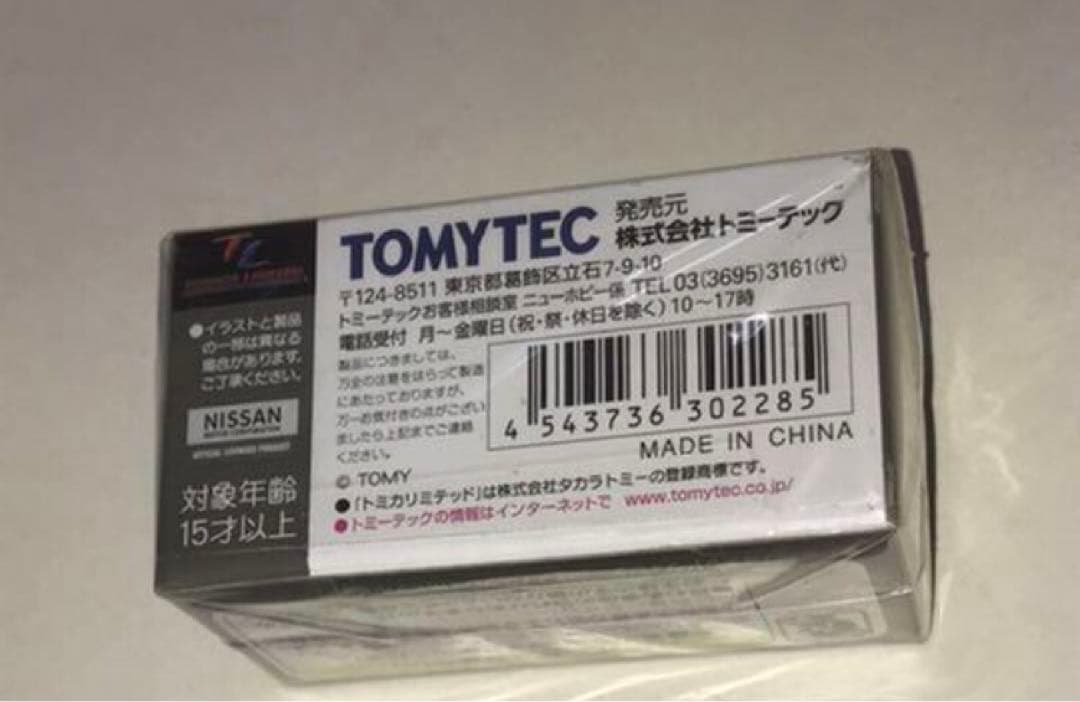 TC
TOMICA LIMITED
●イラストと製品
の一部は異なる
場合があります。
ご了承ください。
NISSAN
対象年齢
15才以上
TOMYTEC 発売元
株式会社トミーテック
〒124-8511 東京都葛飾区立石7-9-10
トミーテックお客様相談室 ニューホビー係 TEL 03(3695)3161(代)
電話受付 月〜金曜日(祝・祭・休日を除く)10〜17時
製品につきましては、
万全の注意をはらって製造
にあたっておりますが、
万一お気付きの点がござい
ましたら上記までご連絡
ください。
4 543736 302285
MADE IN CHINA
© TOMY
●「トミカリミテッド」は株式会社タカラトミーの登録商標です。
●トミーテックの情報はインターネットで www.tomytec.co.jp/